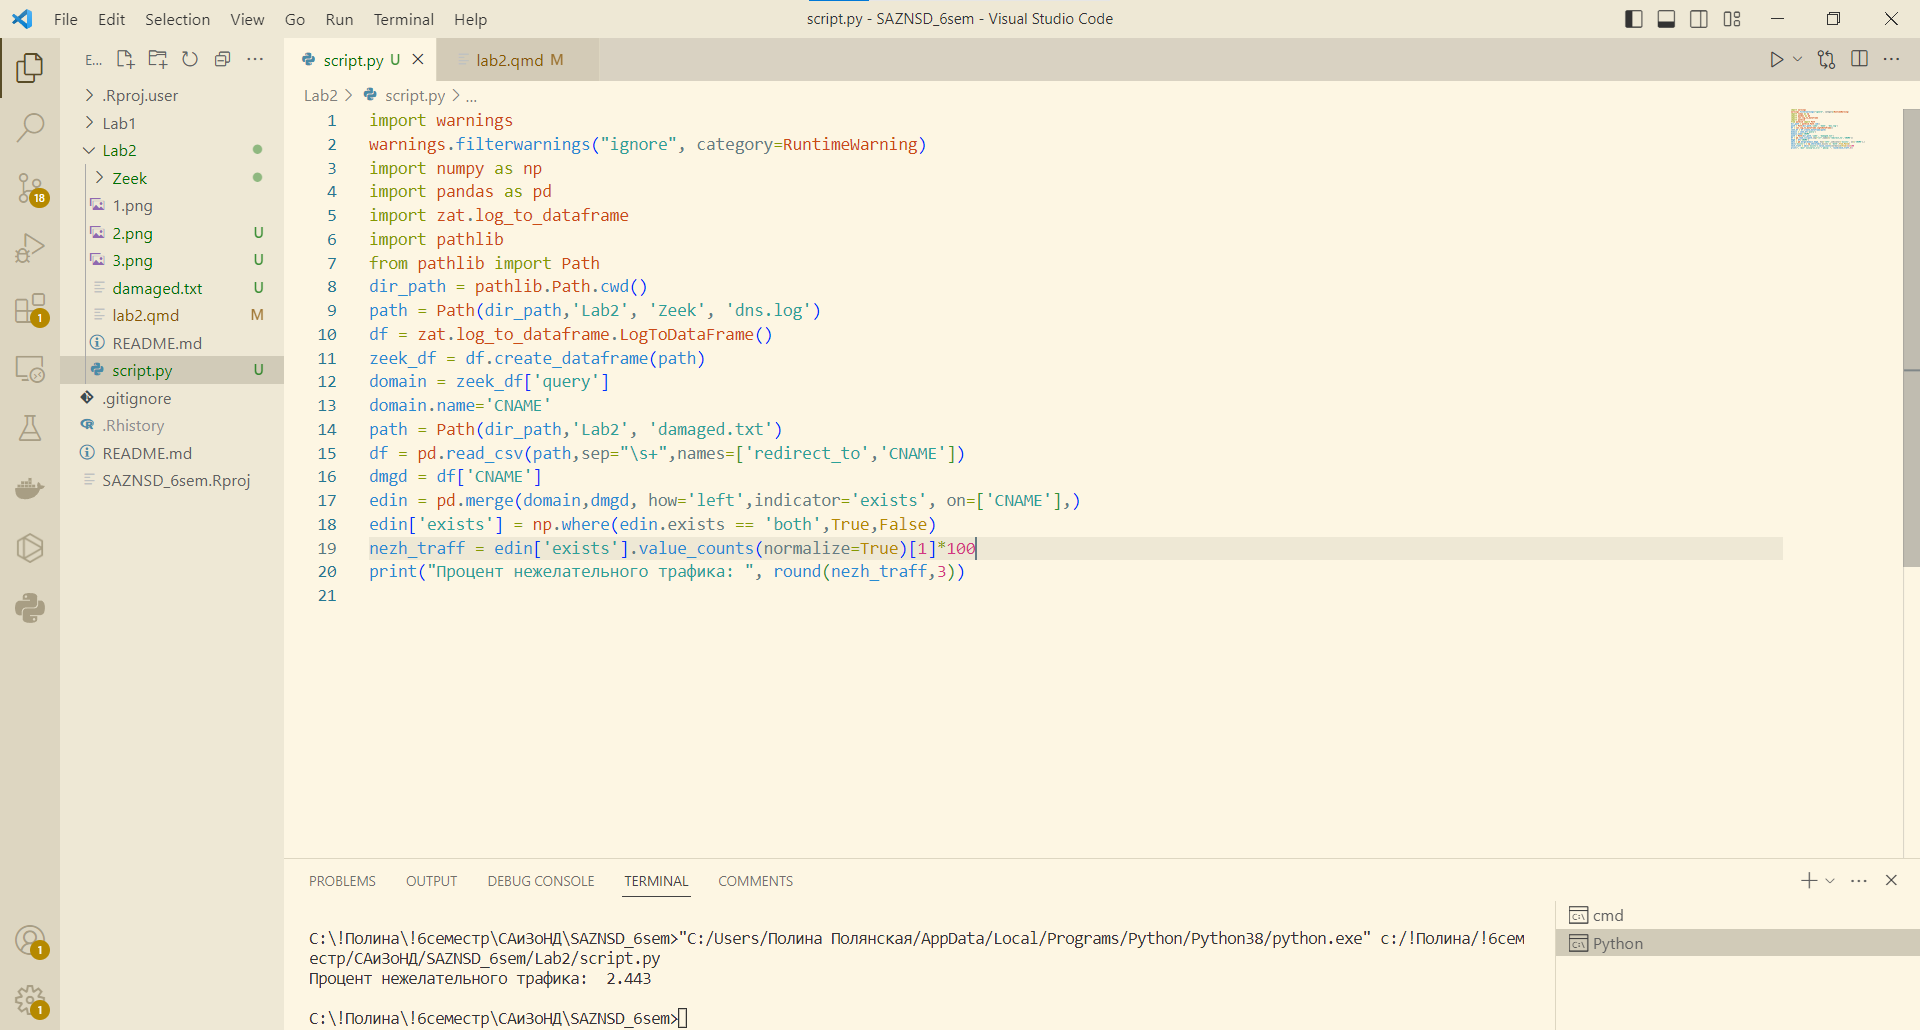 File Edit Selection View Go Run Terminal Help
script.py - SAZNSD_6sem - Visual Studio Code
E... ...
script.py U
lab2.qmd M
.Rproj.user
Lab1
Lab2
Zeek
1.png
2.png U
3.png U
damaged.txt U
lab2.qmd M
README.md
script.py U
.gitignore
.Rhistory
README.md
SAZNSD_6sem.Rproj
18
1
1
1
Lab2 > script.py > ...
1 import warnings
2 warnings.filterwarnings("ignore", category=RuntimeWarning)
3 import numpy as np
4 import pandas as pd
5 import zat.log_to_dataframe
6 import pathlib
7 from pathlib import Path
8 dir_path = pathlib.Path.cwd()
9 path = Path(dir_path,'Lab2', 'Zeek', 'dns.log')
10 df = zat.log_to_dataframe.LogToDataFrame()
11 zeek_df = df.create_dataframe(path)
12 domain = zeek_df['query']
13 domain.name='CNAME'
14 path = Path(dir_path,'Lab2', 'damaged.txt')
15 df = pd.read_csv(path,sep="\s+",names=['redirect_to','CNAME'])
16 dmgd = df['CNAME']
17 edin = pd.merge(domain,dmgd, how='left',indicator='exists', on=['CNAME'],)
18 edin['exists'] = np.where(edin.exists == 'both',True,False)
19 nezh_traff = edin['exists'].value_counts(normalize=True)[1]*100
20 print("Процент нежелательного трафика: ", round(nezh_traff,3))
21
PROBLEMS OUTPUT DEBUG CONSOLE TERMINAL COMMENTS
C:\!Полина\!6семестр\САиЗоНД\SAZNSD_6sem>"C:/Users/Полина Полянская/AppData/Local/Programs/Python/Python38/python.exe" c:/!Полина/!6сем
естр/САиЗоНД/SAZNSD_6sem/Lab2/script.py
Процент нежелательного трафика:  2.443
C:\!Полина\!6семестр\САиЗоНД\SAZNSD_6sem>
cmd
Python